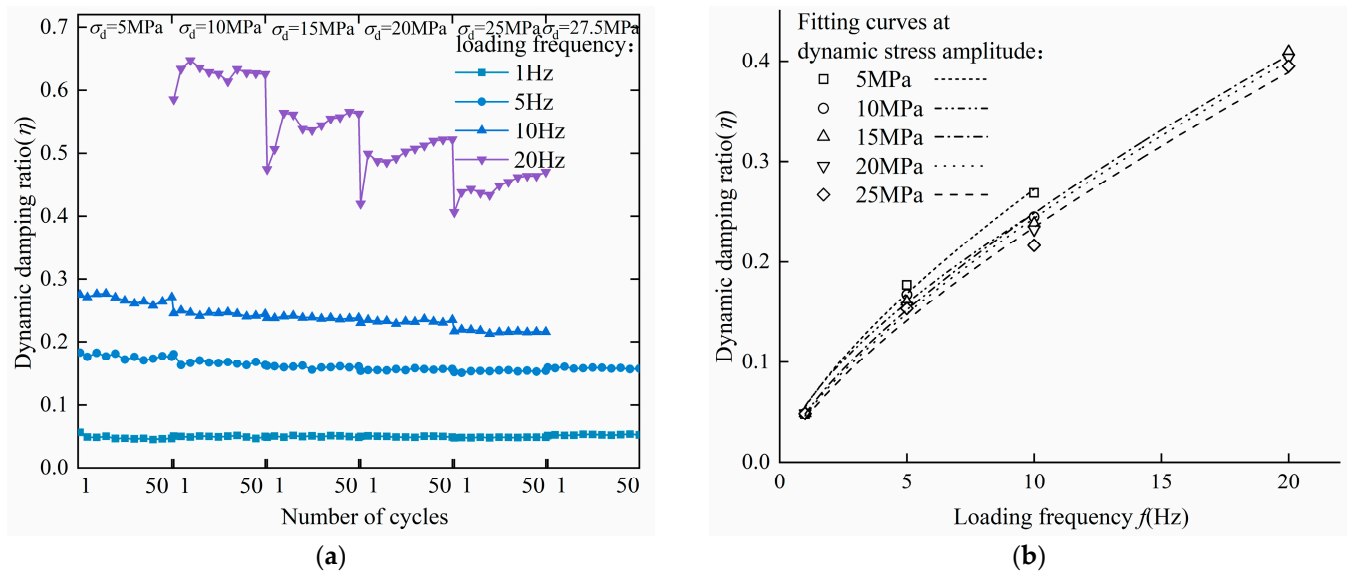 σd=5MPa σd=10MPa σd=15MPa σd=20MPa σd=25MPa σd=27.5MPa
loading frequency:
1Hz
5Hz
10Hz
20Hz
0.7
0.6
0.5
0.4
0.3
0.2
0.1
0.0
Dynamic damping ratio(η)
1 50 1 50 1 50 1 50 1 50 1 50
Number of cycles
(a)
Fitting curves at
dynamic stress amplitude:
5MPa
10MPa
15MPa
20MPa
25MPa
0.4
0.3
0.2
0.1
0.0
Dynamic damping ratio(η)
0 5 10 15 20
Loading frequency f(Hz)
(b)